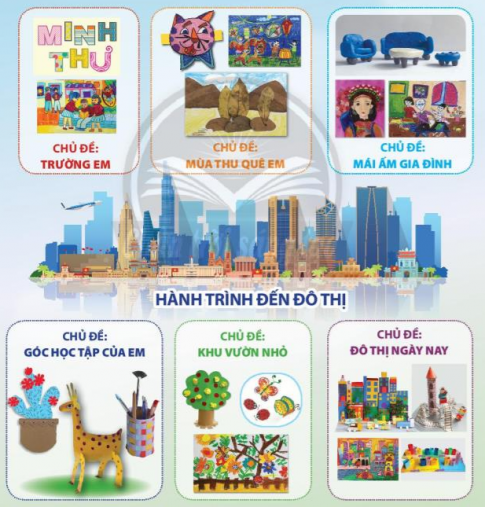 MINH
THƯ
CHỦ ĐỀ:
TRƯỜNG EM
CHỦ ĐỀ:
MÙA THU QUÊ EM
CHỦ ĐỀ:
MÁI ẤM GIA ĐÌNH
HÀNH TRÌNH ĐẾN ĐÔ THỊ
CHỦ ĐỀ:
GÓC HỌC TẬP CỦA EM
CHỦ ĐỀ:
KHU VƯỜN NHỎ
CHỦ ĐỀ:
ĐÔ THỊ NGÀY NAY